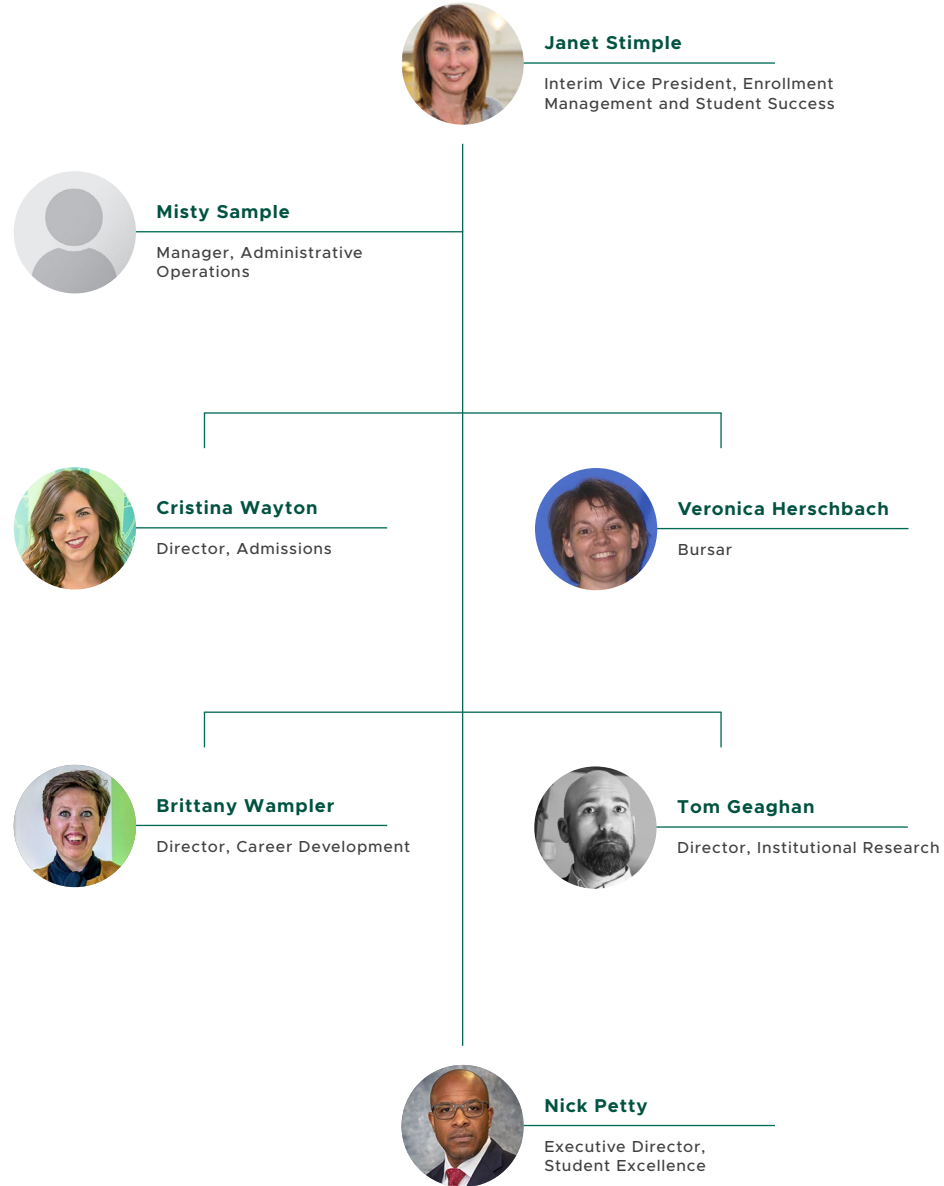 Janet Stimple
Interim Vice President, Enrollment
Management and Student Success
Misty Sample
Manager, Administrative
Operations
Cristina Wayton
Director, Admissions
Veronica Herschbach
Bursar
Brittany Wampler
Director, Career Development
Tom Geaghan
Director, Institutional Research
Nick Petty
Executive Director,
Student Excellence